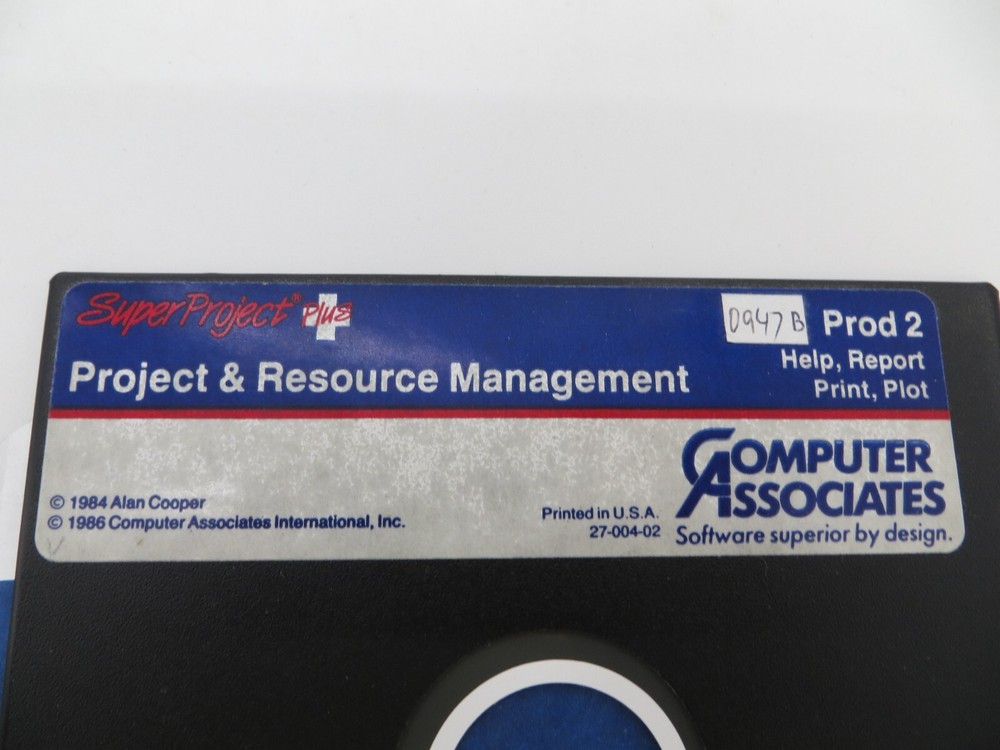 SuperProject® Plus
Project & Resource Management
0947B
Prod 2
Help, Report
Print, Plot
© 1984 Alan Cooper
© 1986 Computer Associates International, Inc.
Printed in U.S.A.
27-004-02
COMPUTER
ASSOCIATES
Software superior by design.